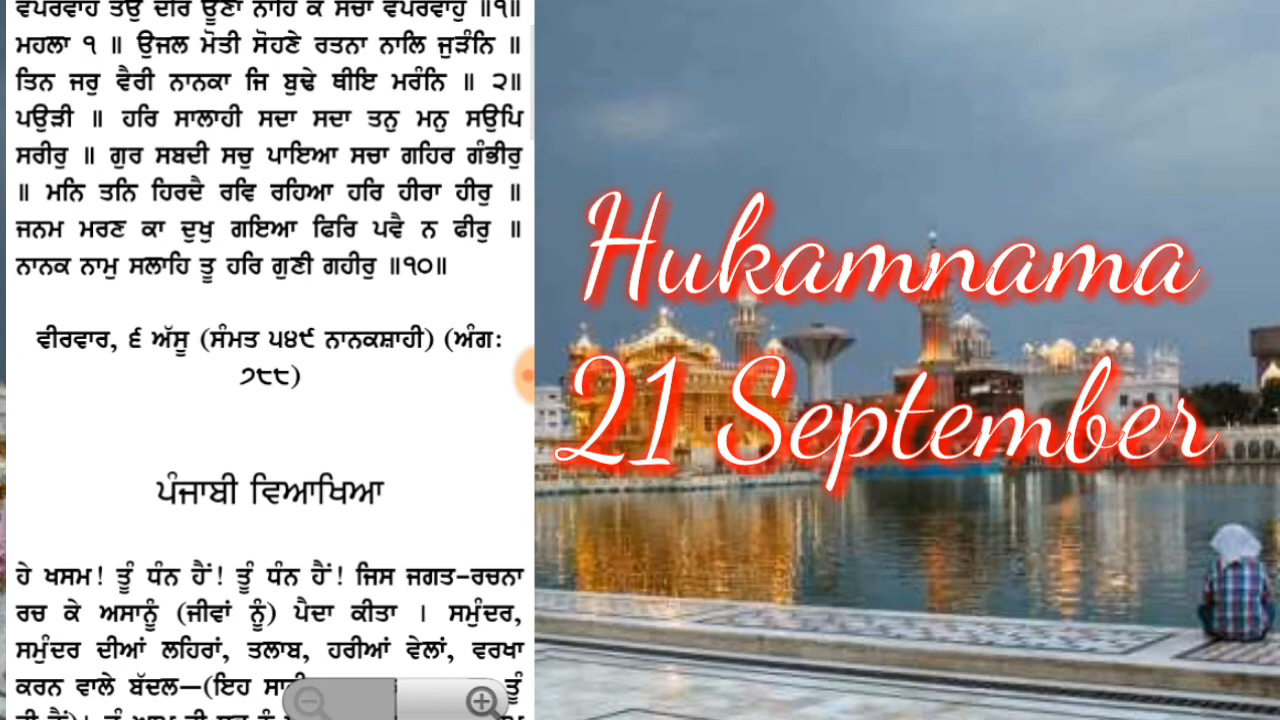 ਵੇਪਰਵਾਹ ਤਉ ਦਰਿ ਊਣਾ ਨਾਹਿ ਕੋ ਸਚਾ ਵੇਪਰਵਾਹੁ ॥੧॥
ਮਹਲਾ ੧ ॥ ਉਜਲ ਮੋਤੀ ਸੋਹਣੇ ਰਤਨਾ ਨਾਲਿ ਜੁੜੰਨਿ ॥
ਤਿਨ ਜਰੁ ਵੈਰੀ ਨਾਨਕਾ ਜਿ ਬੁਢੇ ਥੀਇ ਮਰੰਨਿ ॥ ੨॥
ਪਉੜੀ ॥ ਹਰਿ ਸਾਲਾਹੀ ਸਦਾ ਸਦਾ ਤਨੁ ਮਨੁ ਸਉਪਿ
ਸਰੀਰੁ ॥ ਗੁਰ ਸਬਦੀ ਸਚੁ ਪਾਇਆ ਸਚਾ ਗਹਿਰ ਗੰਭੀਰੁ
॥ ਮਨਿ ਤਨਿ ਹਿਰਦੈ ਰਵਿ ਰਹਿਆ ਹਰਿ ਹੀਰਾ ਹੀਰੁ ॥
ਜਨਮ ਮਰਣ ਕਾ ਦੁਖੁ ਗਇਆ ਫਿਰਿ ਪਵੈ ਨ ਫੀਰੁ ॥
ਨਾਨਕ ਨਾਮੁ ਸਲਾਹਿ ਤੂ ਹਰਿ ਗੁਣੀ ਗਹੀਰੁ ॥੧੦॥
ਵੀਰਵਾਰ, ੬ ਅੱਸੂ (ਸੰਮਤ ੫੪੯ ਨਾਨਕਸ਼ਾਹੀ) (ਅੰਗ:
੭੮੮)
ਪੰਜਾਬੀ ਵਿਆਖਿਆ
ਹੇ ਖਸਮ! ਤੂੰ ਧੰਨ ਹੈਂ! ਤੂੰ ਧੰਨ ਹੈਂ! ਜਿਸ ਜਗਤ-ਰਚਨਾ
ਰਚ ਕੇ ਅਸਾਨੂੰ (ਜੀਵਾਂ ਨੂੰ) ਪੈਦਾ ਕੀਤਾ । ਸਮੁੰਦਰ,
ਸਮੁੰਦਰ ਦੀਆਂ ਲਹਿਰਾਂ, ਤਲਾਬ, ਹਰੀਆਂ ਵੇਲਾਂ, ਵਰਖਾ
ਕਰਨ ਵਾਲੇ ਬੱਦਲ—(ਇਹ ਤੂੰ
Hukamnama
21 September